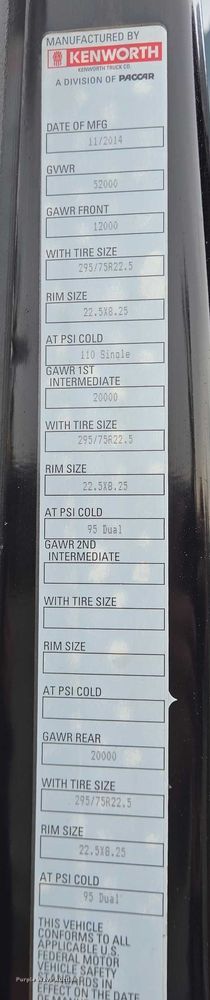 MANUFACTURED BY
KENWORTH
KENWORTH TRUCK CO.
A DIVISION OF PACCAR
DATE OF MFG
11/2014
GVWR
52000
GAWR FRONT
12000
WITH TIRE SIZE
295/75R22.5
RIM SIZE
22.5X8.25
AT PSI COLD
110 Single
GAWR 1ST
INTERMEDIATE
20000
WITH TIRE SIZE
295/75R22.5
RIM SIZE
22.5X8.25
AT PSI COLD
95 Dual
GAWR 2ND
INTERMEDIATE
WITH TIRE SIZE
RIM SIZE
AT PSI COLD
GAWR REAR
20000
WITH TIRE SIZE
295/75R22.5
RIM SIZE
22.5X8.25
AT PSI COLD
95 Dual
THIS VEHICLE
CONFORMS TO ALL
APPLICABLE U.S.
FEDERAL MOTOR
VEHICLE SAFETY
STANDARDS IN
EFFECT ON THE DATE